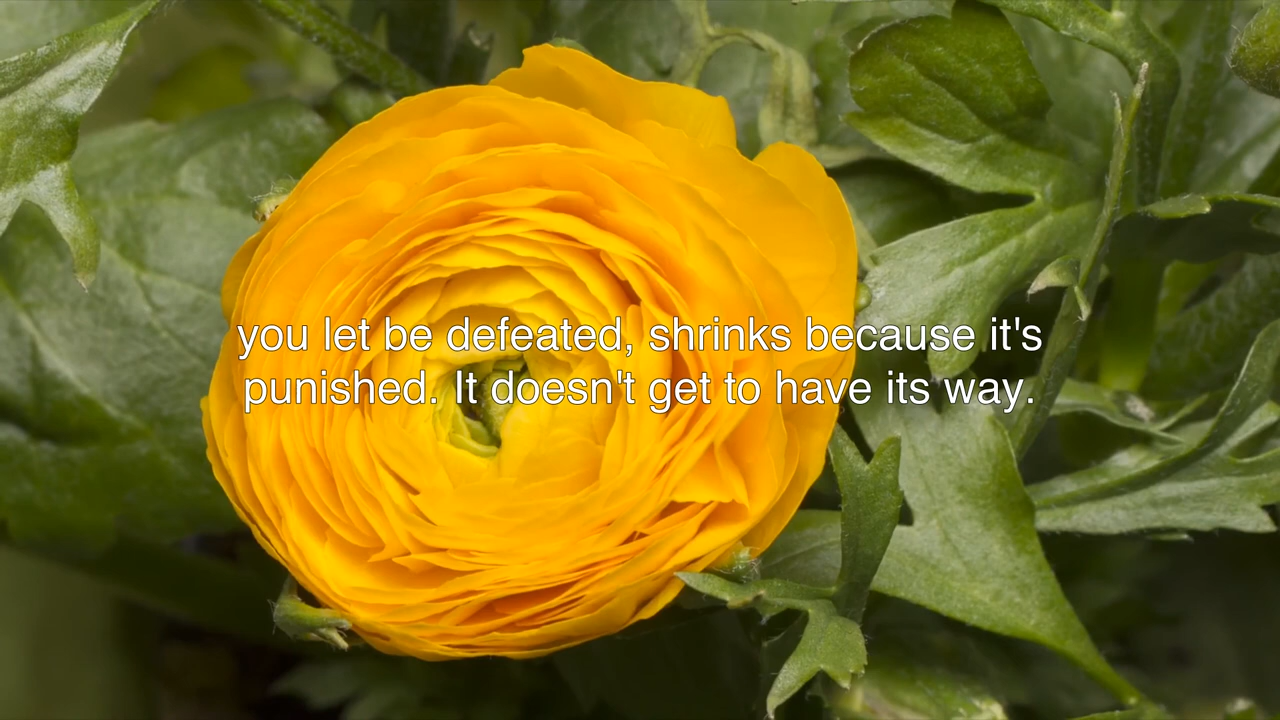 you let be defeated, shrinks because it's
punished. It doesn't get to have its way.